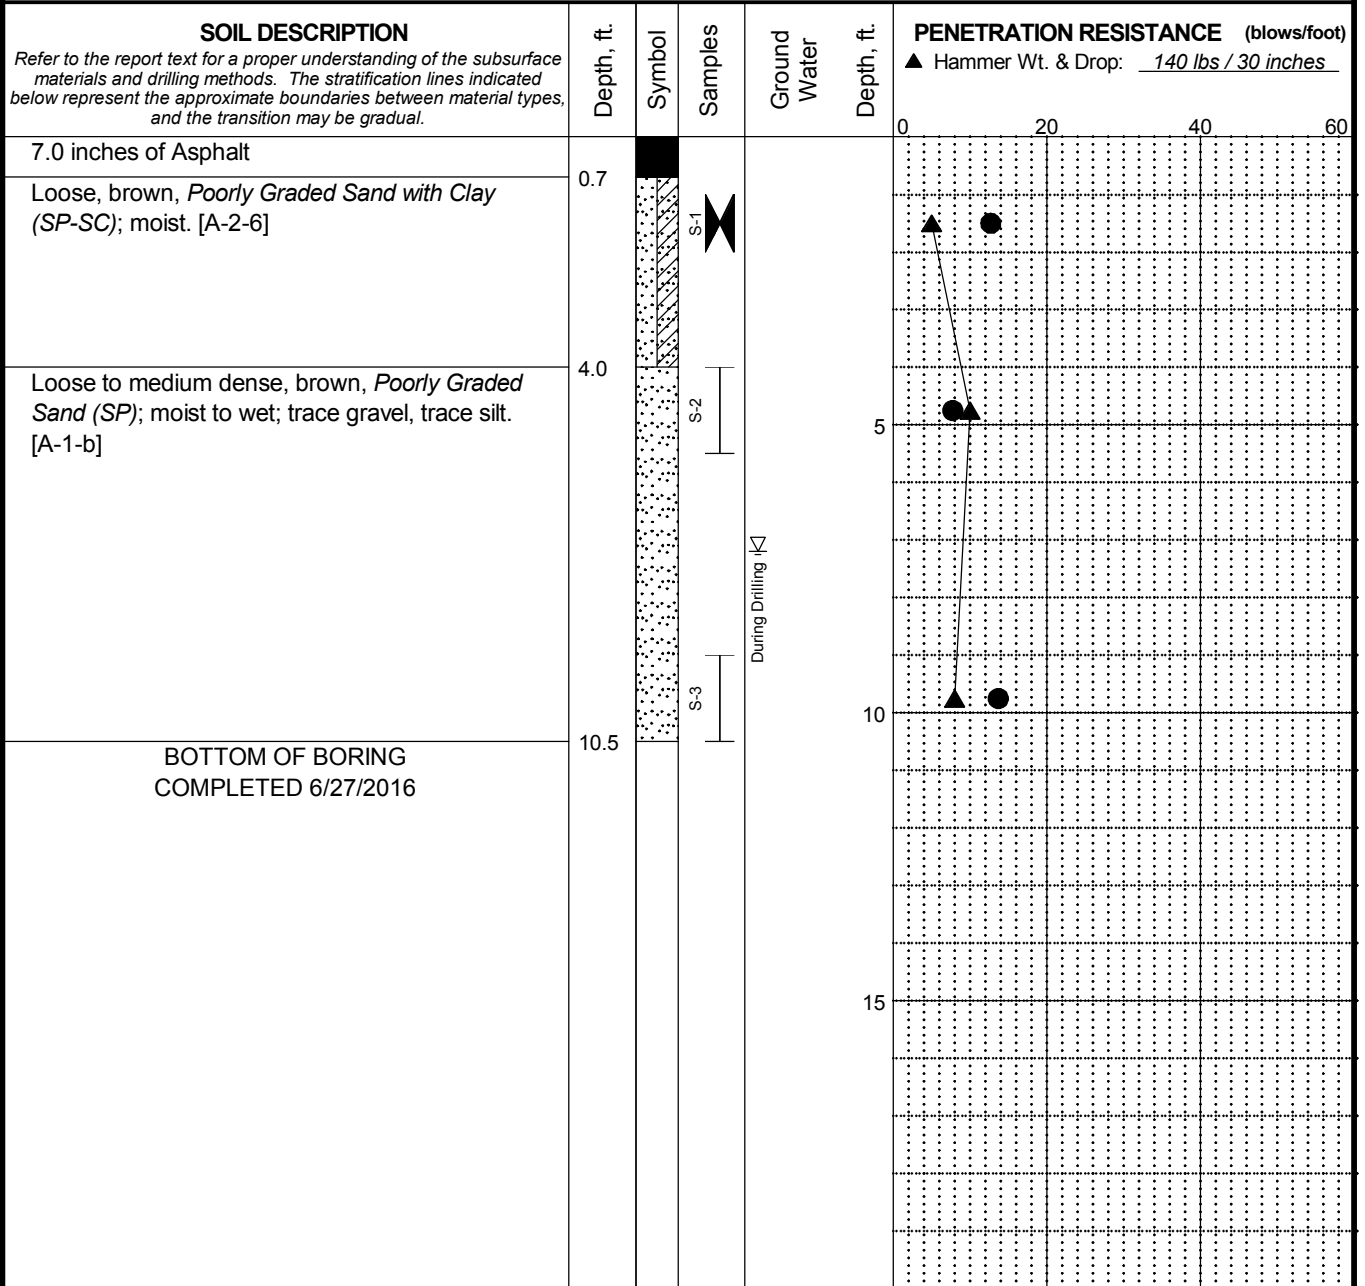 SOIL DESCRIPTION
Refer to the report text for a proper understanding of the subsurface
materials and drilling methods. The stratification lines indicated
below represent the approximate boundaries between material types,
and the transition may be gradual.
Depth, ft.
Symbol
Samples
Ground
Water
Depth, ft.
PENETRATION RESISTANCE (blows/foot)
▲ Hammer Wt. & Drop: 140 lbs / 30 inches
0 20 40 60
7.0 inches of Asphalt
0.7
Loose, brown, Poorly Graded Sand with Clay
(SP-SC); moist. [A-2-6]
S-1
4.0
Loose to medium dense, brown, Poorly Graded
Sand (SP); moist to wet; trace gravel, trace silt.
[A-1-b]
S-2
5
During Drilling
S-3
10
10.5
BOTTOM OF BORING
COMPLETED 6/27/2016
15